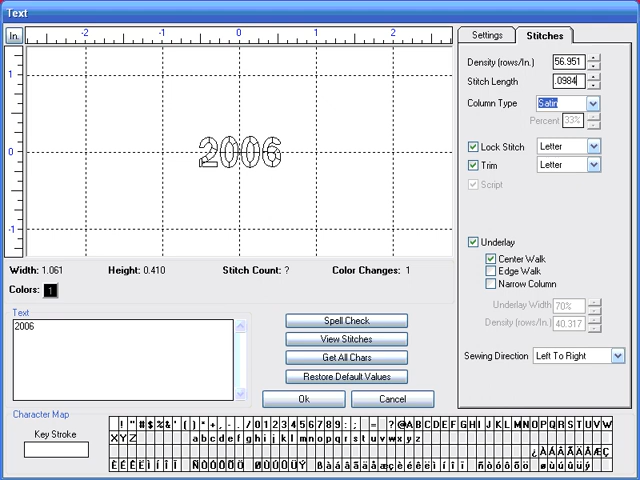 Text
In.
-2 -1 0 1 2
1
0
-1
2006
Settings Stitches
Density (rows/In.) 56.951
Stitch Length .0984
Column Type Satin
Percent 33%
Lock Stitch Letter
Trim Letter
Script
Underlay
Center Walk
Edge Walk
Narrow Column
Underlay Width 70%
Density (rows/In.) 40.317
Sewing Direction Left To Right
Width: 1.061 Height: 0.410 Stitch Count: ? Color Changes: 1
Colors: 1
Text
2006
Spell Check
View Stitches
Get All Chars
Restore Default Values
Ok Cancel
Character Map
Key Stroke
! " # $ % & ' ( ) * + , - . / 0 1 2 3 4 5 6 7 8 9 : ; = ? @ A B C D E F G H I J K L M N O P Q R S T U V W
X Y Z a b c d e f g h i j k l m n o p q r s t u v w x y z